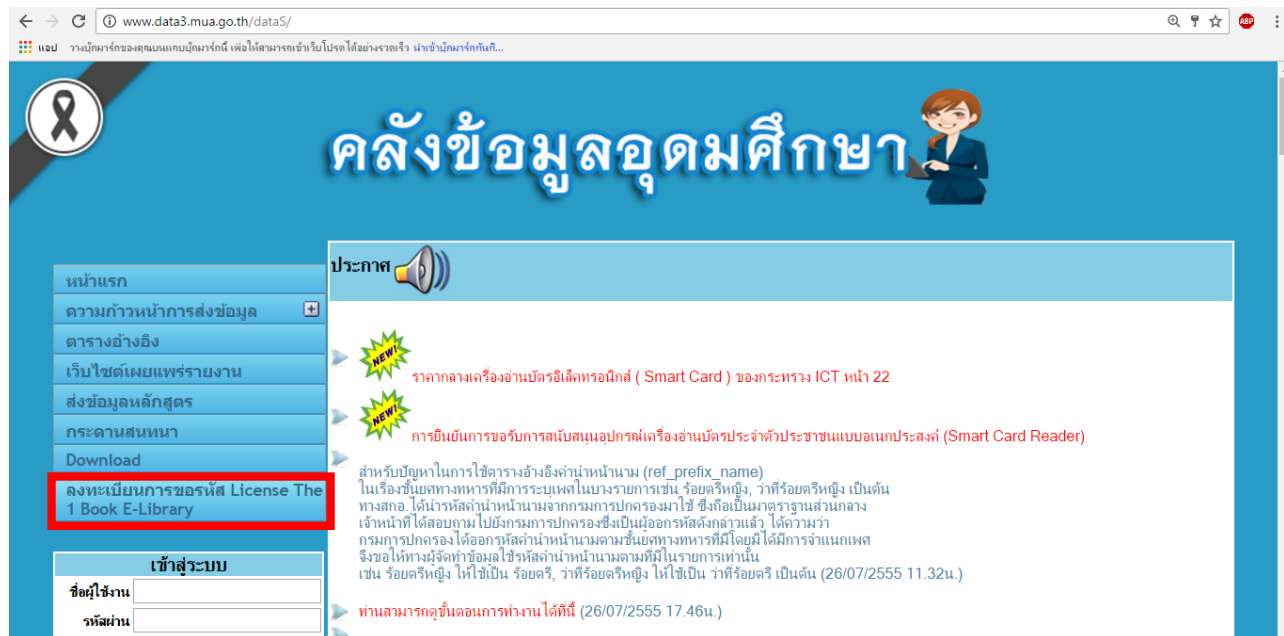 www.data3.mua.go.th/dataS/
แอป วางบุ๊กมาร์กของคุณบนแถบบุ๊กมาร์กนี้ เพื่อให้สามารถเข้าเว็บโปรดได้อย่างรวดเร็ว นำเข้าบุ๊กมาร์กทันที...
ABP
คลังข้อมูลอุดมศึกษา
ประกาศ
หน้าแรก
ความก้าวหน้าการส่งข้อมูล
ตารางอ้างอิง
เว็บไซต์เผยแพร่รายงาน
ส่งข้อมูลหลักสูตร
กระดานสนทนา
Download
ลงทะเบียนการขอรหัส License The
1 Book E-Library
เข้าสู่ระบบ
ชื่อผู้ใช้งาน
รหัสผ่าน
NEW!
ราคากลางเครื่องอ่านบัตรอิเล็คทรอนิกส์ ( Smart Card ) ของกระทรวง ICT หน้า 22
NEW!
การยืนยันการขอรับการสนับสนุนอุปกรณ์เครื่องอ่านบัตรประจำตัวประชาชนแบบอเนกประสงค์ (Smart Card Reader)
สำหรับปัญหาในการใช้ตารางอ้างอิงคำนำหน้านาม (ref_prefix_name)
ในเรื่องชั้นยศทางทหารที่มีการระบุเพศในบางรายการเช่น ร้อยตรีหญิง, ว่าที่ร้อยตรีหญิง เป็นต้น
ทางสกอ.ได้นำรหัสคำนำหน้านามจากกรมการปกครองมาใช้ ซึ่งถือเป็นมาตราฐานส่วนกลาง
เจ้าหน้าที่ได้สอบถามไปยังกรมการปกครองซึ่งเป็นผู้ออกรหัสดังกล่าวแล้ว ได้ความว่า
กรมการปกครองได้ออกรหัสคำนำหน้านามตามชั้นยศทางทหารที่มีโดยมิได้มีการจำแนกเพศ
จึงขอให้ทางผู้จัดทำข้อมูลใช้รหัสคำนำหน้านามตามที่มีในรายการเท่านั้น
เช่น ร้อยตรีหญิง ให้ใช้เป็น ร้อยตรี, ว่าที่ร้อยตรีหญิง ให้ใช้เป็น ว่าที่ร้อยตรี เป็นต้น (26/07/2555 11.32น.)
ท่านสามารถดูขั้นตอนการทำงานได้ที่นี้ (26/07/2555 17.46น.)